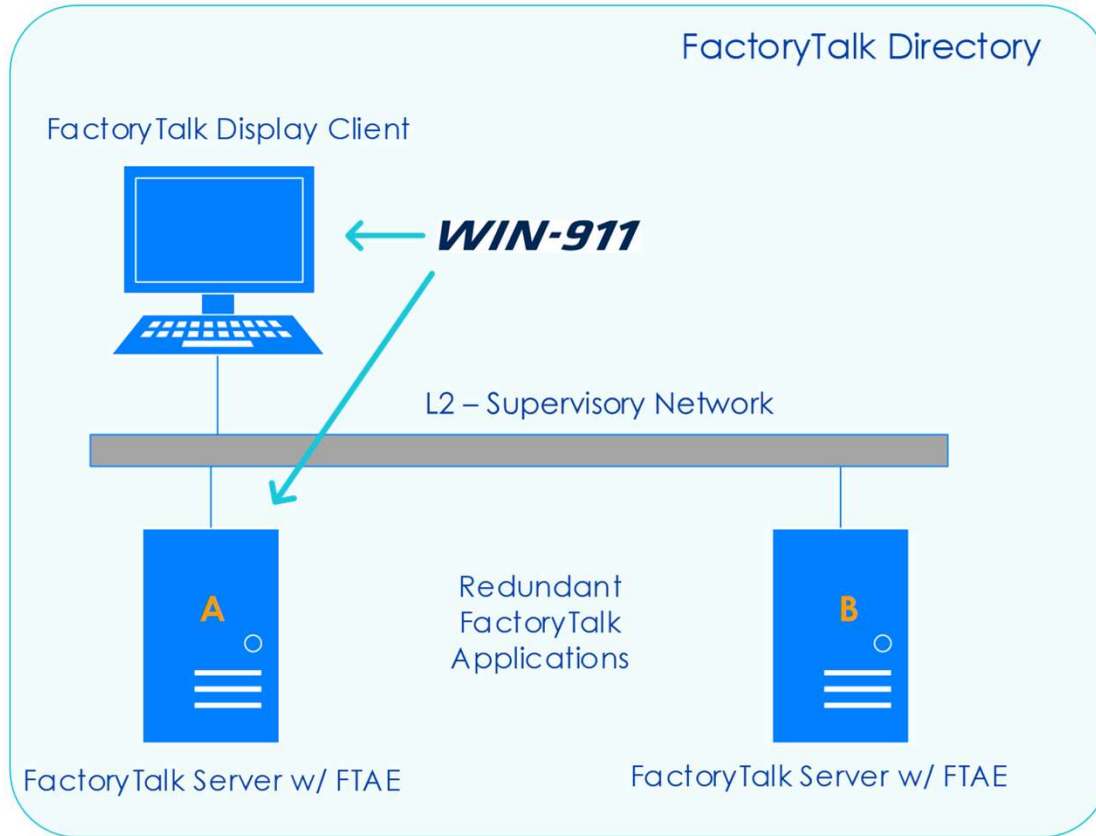 FactoryTalk Directory
FactoryTalk Display Client
WIN-911
L2 – Supervisory Network
A
B
Redundant
FactoryTalk
Applications
FactoryTalk Server w/ FTAE
FactoryTalk Server w/ FTAE